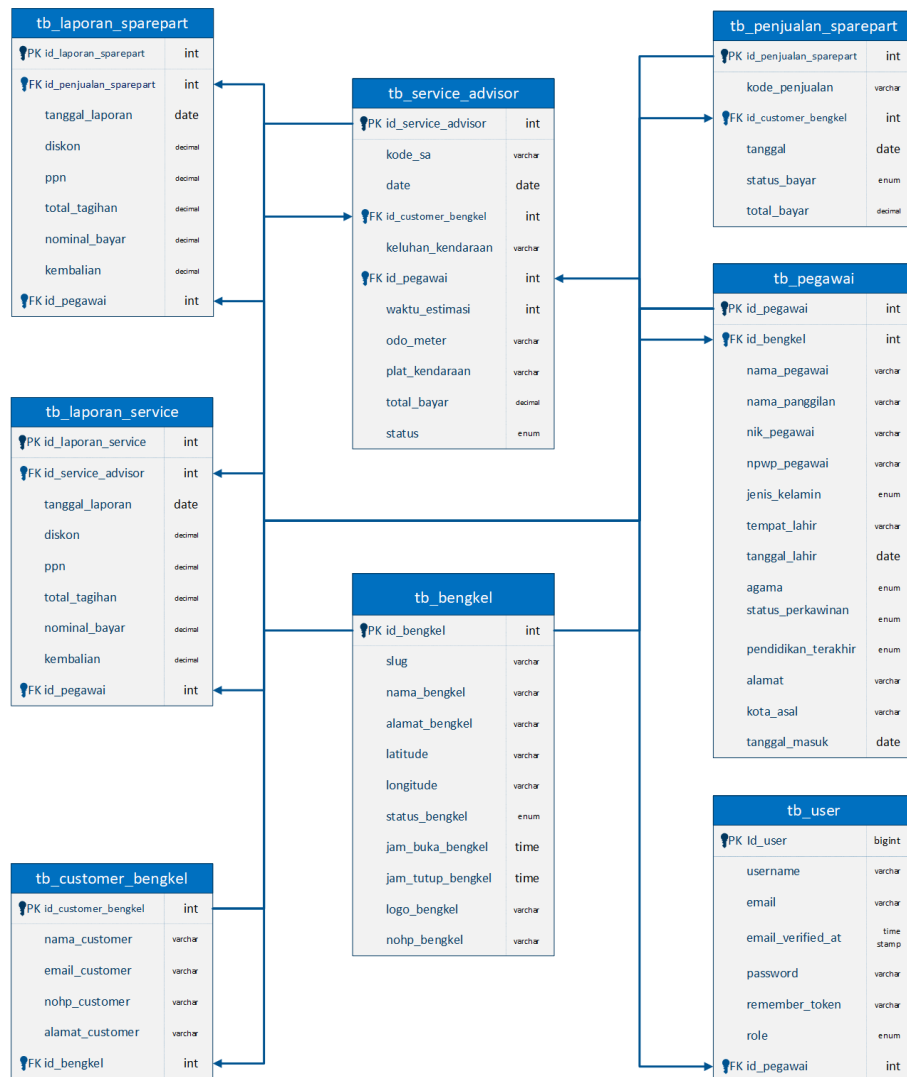 tb_laporan_sparepart
PK id_laporan_sparepart int
FK id_penjualan_sparepart int
tanggal_laporan date
diskon decimal
ppn decimal
total_tagihan decimal
nominal_bayar decimal
kembalian decimal
FK id_pegawai int
tb_laporan_service
PK id_laporan_service int
FK id_service_advisor int
tanggal_laporan date
diskon decimal
ppn decimal
total_tagihan decimal
nominal_bayar decimal
kembalian decimal
FK id_pegawai int
tb_customer_bengkel
PK id_customer_bengkel int
nama_customer varchar
email_customer varchar
nohp_customer varchar
alamat_customer varchar
FK id_bengkel int
tb_service_advisor
PK id_service_advisor int
kode_sa varchar
date date
FK id_customer_bengkel int
keluhan_kendaraan varchar
FK id_pegawai int
waktu_estimasi int
odo_meter varchar
plat_kendaraan varchar
total_bayar decimal
status enum
tb_bengkel
PK id_bengkel int
slug varchar
nama_bengkel varchar
alamat_bengkel varchar
latitude varchar
longitude varchar
status_bengkel enum
jam_buka_bengkel time
jam_tutup_bengkel time
logo_bengkel varchar
nohp_bengkel varchar
tb_penjualan_sparepart
PK id_penjualan_sparepart int
kode_penjualan varchar
FK id_customer_bengkel int
tanggal date
status_bayar enum
total_bayar decimal
tb_pegawai
PK id_pegawai int
FK id_bengkel int
nama_pegawai varchar
nama_panggilan varchar
nik_pegawai varchar
npwp_pegawai varchar
jenis_kelamin enum
tempat_lahir varchar
tanggal_lahir date
agama enum
status_perkawinan enum
pendidikan_terakhir enum
alamat varchar
kota_asal varchar
tanggal_masuk date
tb_user
PK Id_user bigint
username varchar
email varchar
email_verified_at time
stamp
password varchar
remember_token varchar
role enum
FK id_pegawai int